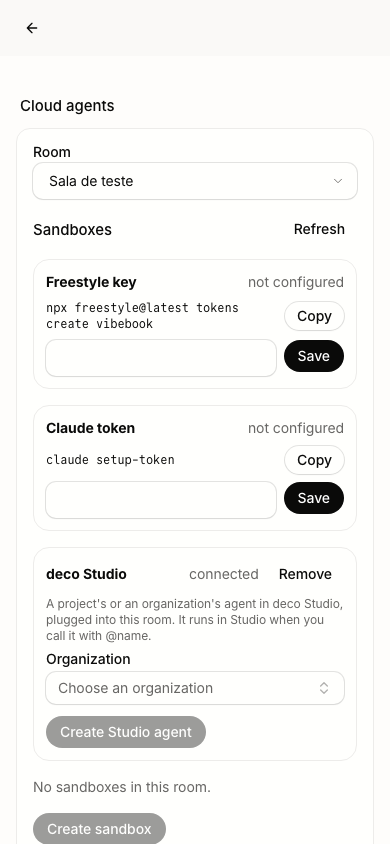 Cloud agents
Room
Sala de teste
Sandboxes
Refresh
Freestyle key
not configured
npx freestyle@latest tokens
create vibebook
Copy
Save
Claude token
not configured
claude setup-token
Copy
Save
deco Studio
connected
Remove
A project's or an organization's agent in deco Studio,
plugged into this room. It runs in Studio when you
call it with @name.
Organization
Choose an organization
Create Studio agent
No sandboxes in this room.
Create sandbox